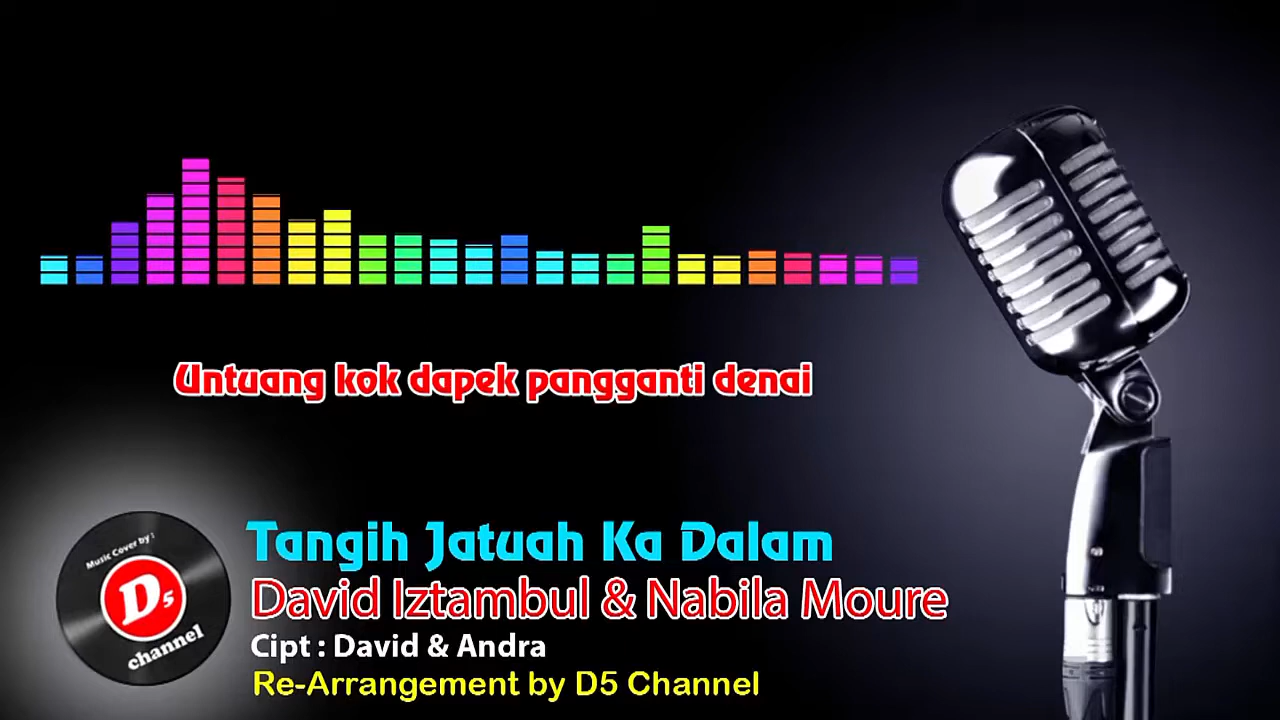 Untuang kok dapek pangganti denai
Tangih Jatuah Ka Dalam
David Iztambul & Nabila Moure
Cipt : David & Andra
Re-Arrangement by D5 Channel
Music Cover by :
D5
channel